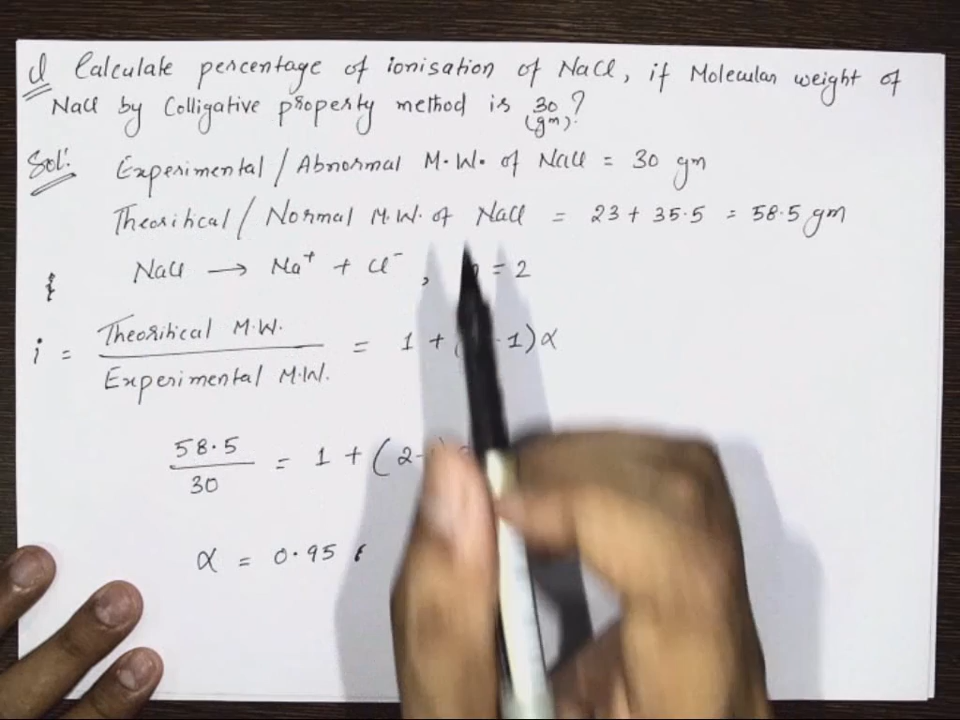 Q Calculate percentage of ionisation of NaCl, if Molecular weight of
NaCl by Colligative property method is 30 (gm)?
Sol: Experimental / Abnormal M.W. of NaCl = 30 gm
Theoritical / Normal M.W. of NaCl = 23 + 35.5 = 58.5 gm
NaCl → Na⁺ + Cl⁻ , = 2
i = Theoritical M.W. / Experimental M.W. = 1 + ( - 1)α
58.5 / 30 = 1 + (2-
α = 0.95